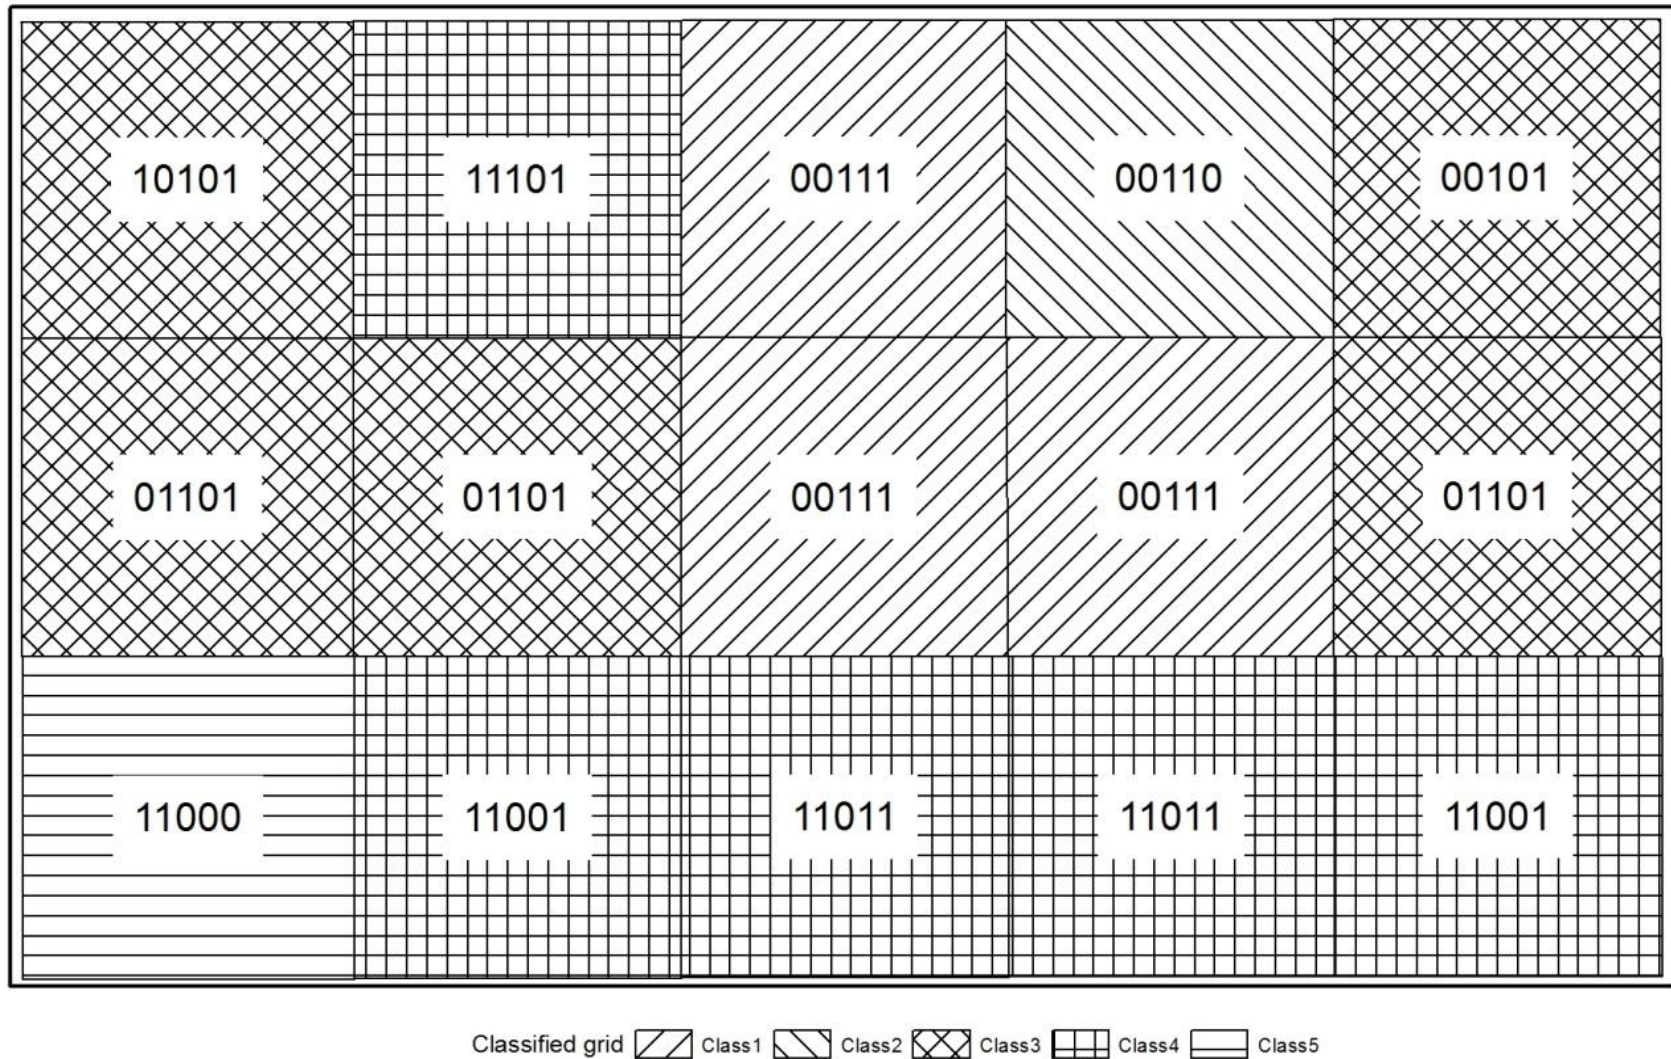 10101 11101 00111 00110 00101
01101 01101 00111 00111 01101
11000 11001 11011 11011 11001
Classified grid Class1 Class2 Class3 Class4 Class5